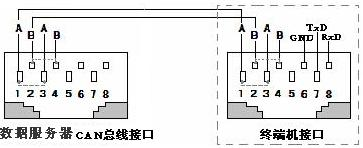 A A A TxD
B B B GND RxD
A B
1 2 3 4 5 6 7 8
1 2 3 4 5 6 7 8
数据服务器CAN总线接口
终端机接口